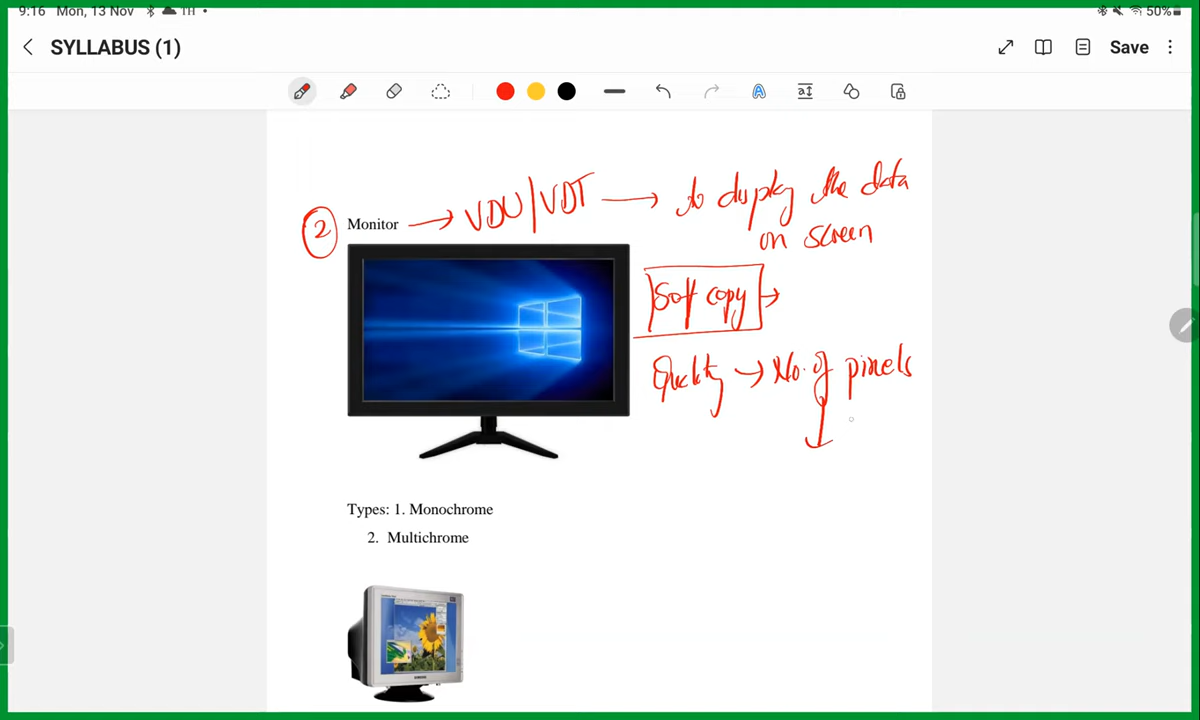 9:16 Mon, 13 Nov TH •
50%
SYLLABUS (1)
Save
2 Monitor → VDU/VDT → to display the data
on screen
Soft copy →
Quality → No. of pixels
Types: 1. Monochrome
2. Multichrome